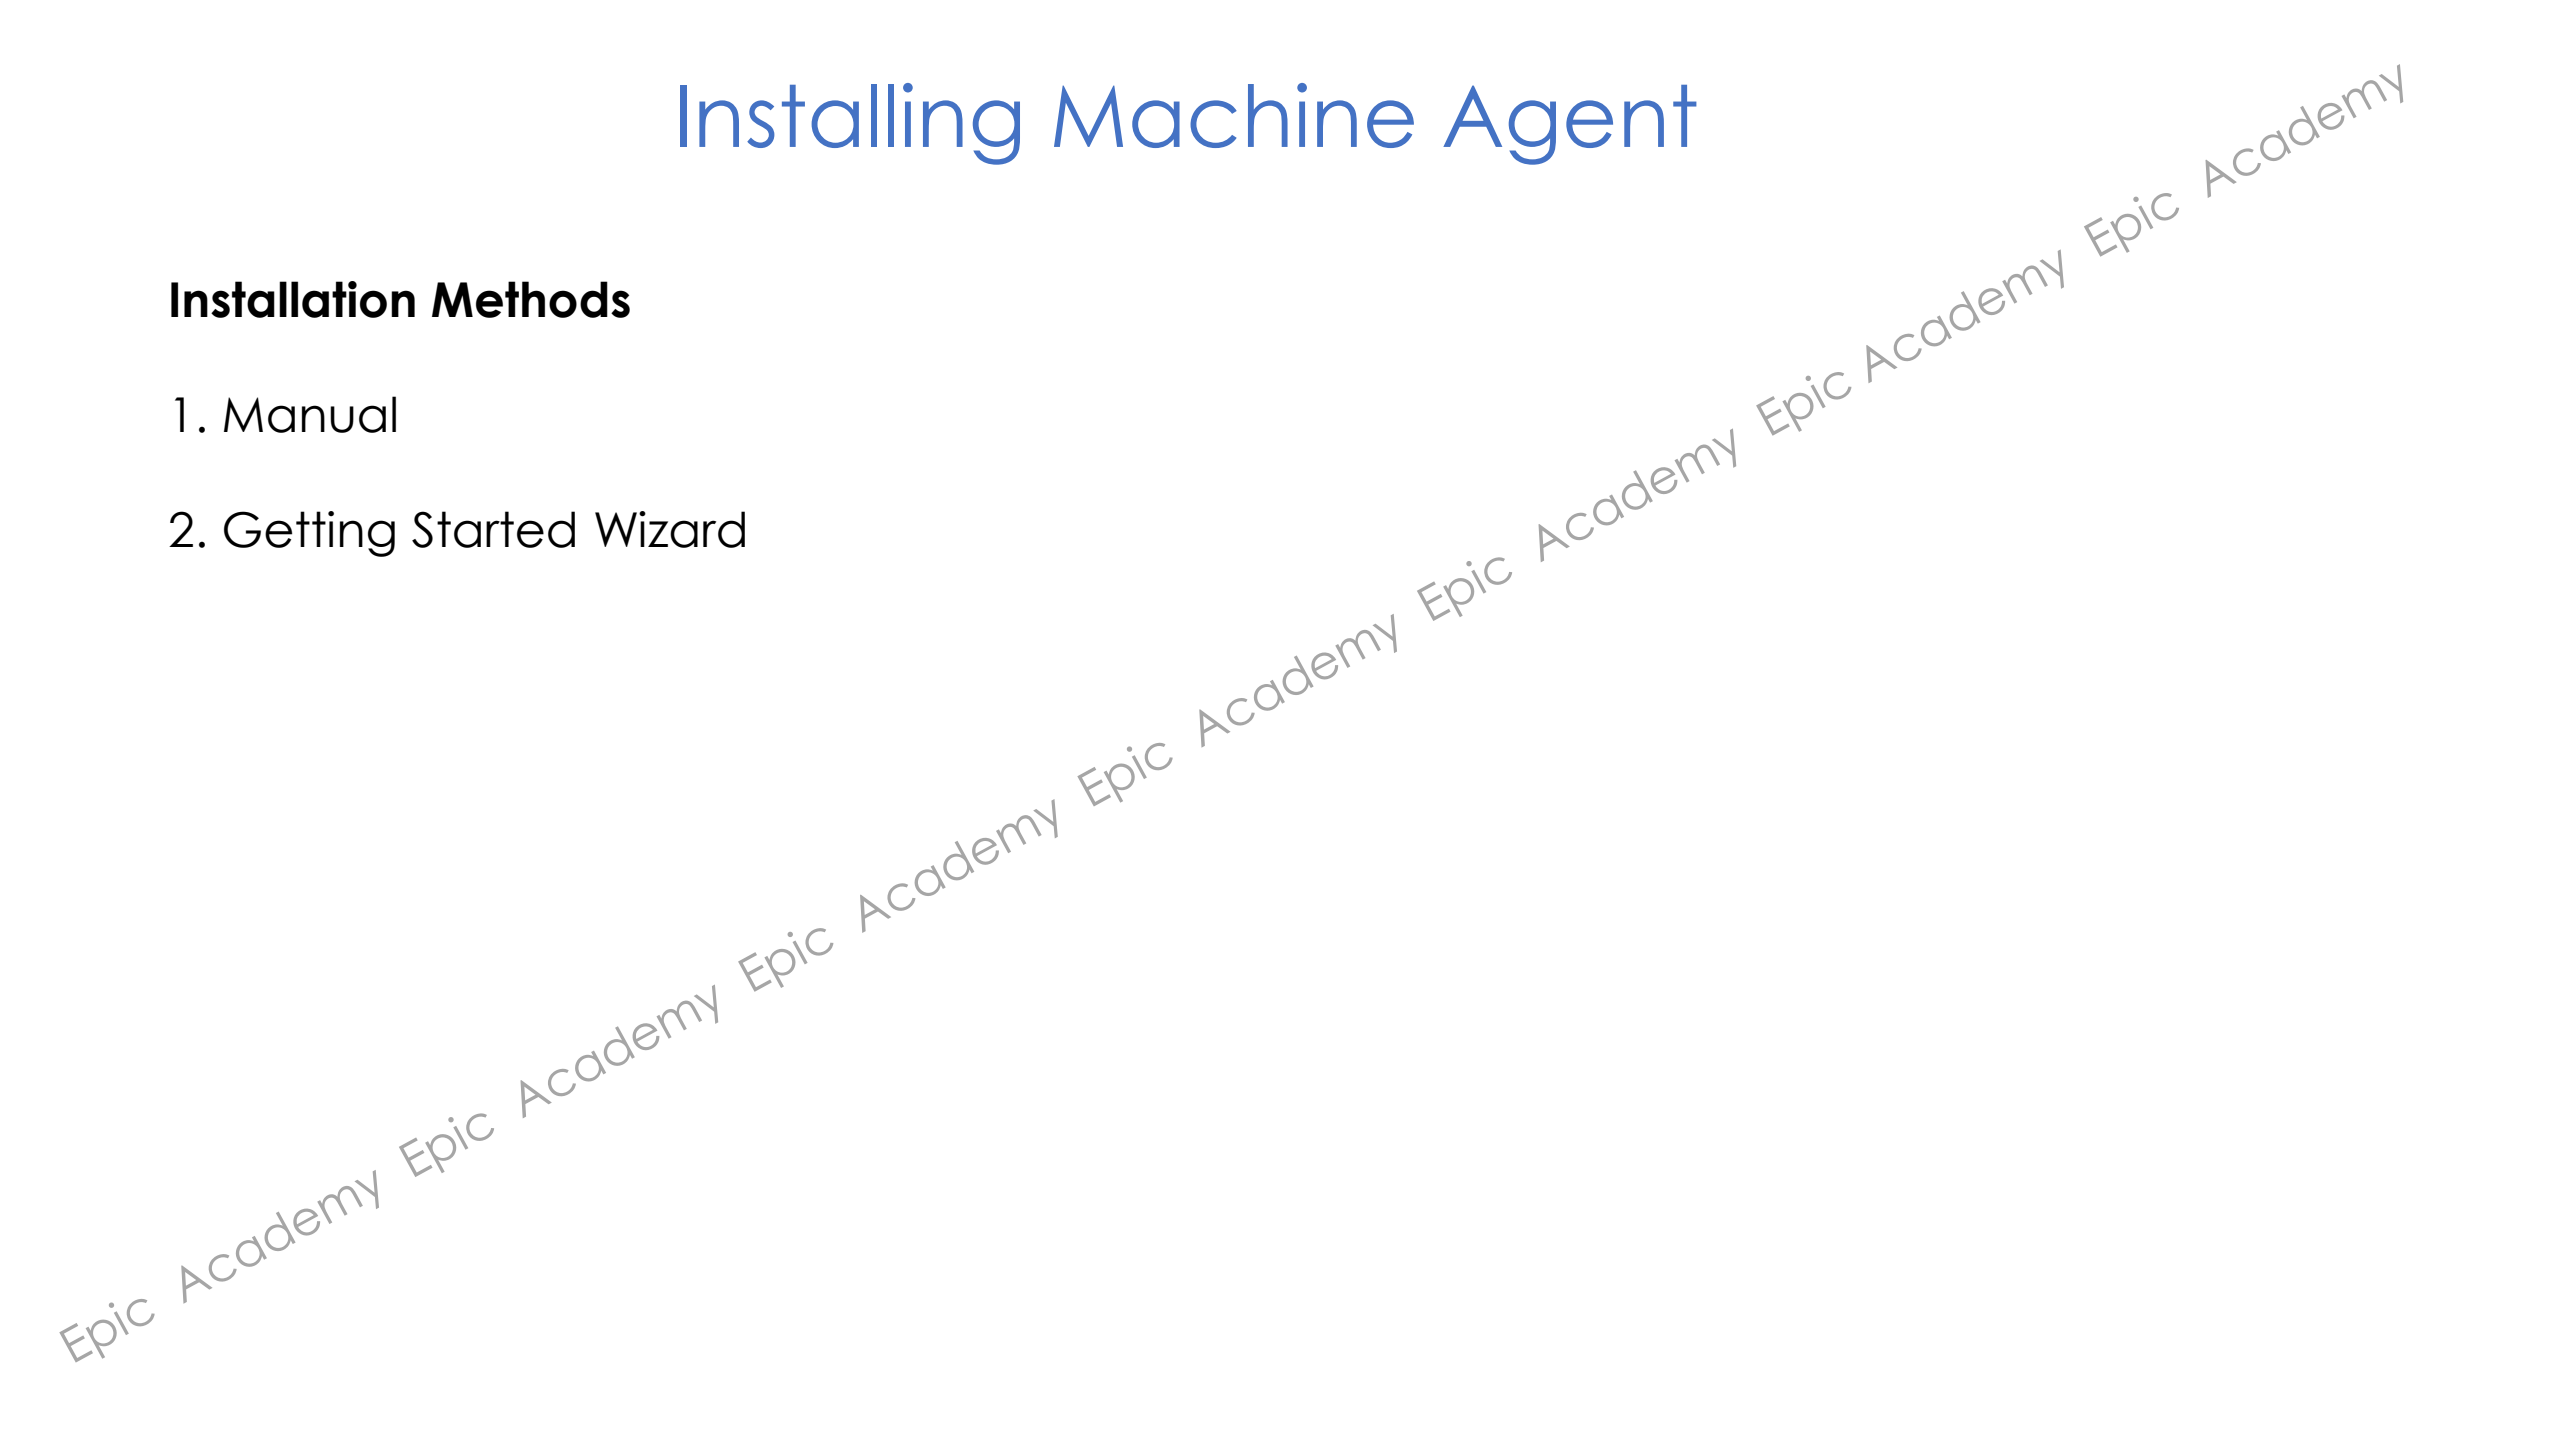 Installing Machine Agent
Installation Methods
1. Manual
2. Getting Started Wizard
Epic Academy Epic Academy Epic Academy Epic Academy Epic Academy Epic Academy Epic Academy